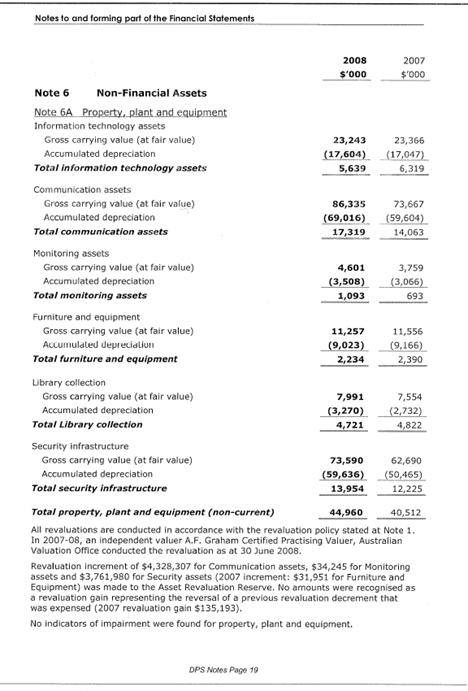 Notes to and forming part of the Financial Statements
2008 2007
$'000 $'000
Note 6 Non-Financial Assets
Note 6A Property, plant and equipment
Information technology assets
Gross carrying value (at fair value) 23,243 23,366
Accumulated depreciation (17,604) (17,047)
Total information technology assets 5,639 6,319
Communication assets
Gross carrying value (at fair value) 86,335 73,667
Accumulated depreciation (69,016) (59,604)
Total communication assets 17,319 14,063
Monitoring assets
Gross carrying value (at fair value) 4,601 3,759
Accumulated depreciation (3,508) (3,066)
Total monitoring assets 1,093 693
Furniture and equipment
Gross carrying value (at fair value) 11,257 11,556
Accumulated depreciation (9,023) (9,166)
Total furniture and equipment 2,234 2,390
Library collection
Gross carrying value (at fair value) 7,991 7,554
Accumulated depreciation (3,270) (2,732)
Total Library collection 4,721 4,822
Security infrastructure
Gross carrying value (at fair value) 73,590 62,690
Accumulated depreciation (59,636) (50,465)
Total security infrastructure 13,954 12,225
Total property, plant and equipment (non-current) 44,960 40,512
All revaluations are conducted in accordance with the revaluation policy stated at Note 1.
In 2007-08, an independent valuer A.F. Graham Certified Practising Valuer, Australian
Valuation Office conducted the revaluation as at 30 June 2008.
Revaluation increment of $4,328,307 for Communication assets, $34,245 for Monitoring
assets and $3,761,980 for Security assets (2007 increment: $31,951 for Furniture and
Equipment) was made to the Asset Revaluation Reserve. No amounts were recognised as
a revaluation gain representing the reversal of a previous revaluation decrement that
was expensed (2007 revaluation gain $135,193).
No indicators of impairment were found for property, plant and equipment.
DPS Notes Page 19